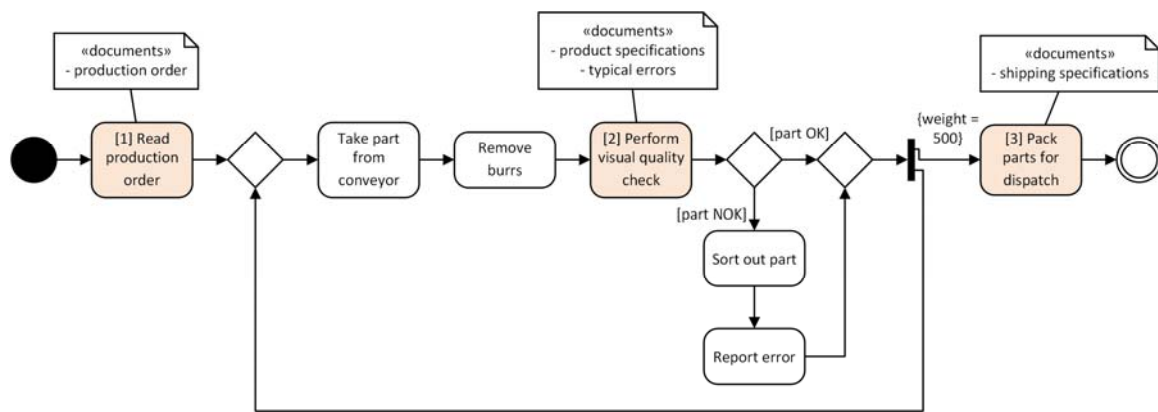 «documents»
- production order
«documents»
- product specifications
- typical errors
«documents»
- shipping specifications
[1] Read
production
order
Take part
from
conveyor
Remove
burrs
[2] Perform
visual quality
check
[part OK]
{weight =
500}
[3] Pack
parts for
dispatch
[part NOK]
Sort out part
Report error